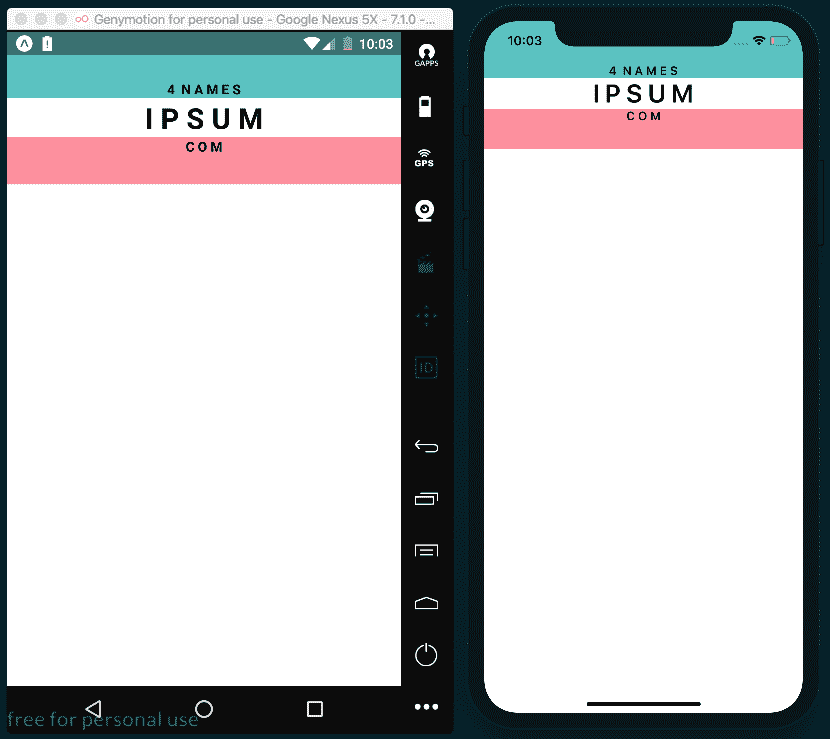 Genymotion for personal use - Google Nexus 5X - 7.1.0 -...
10:03
4 NAMES
IPSUM
COM
GAPPS
GPS
ID
free for personal use
10:03
4 NAMES
IPSUM
COM